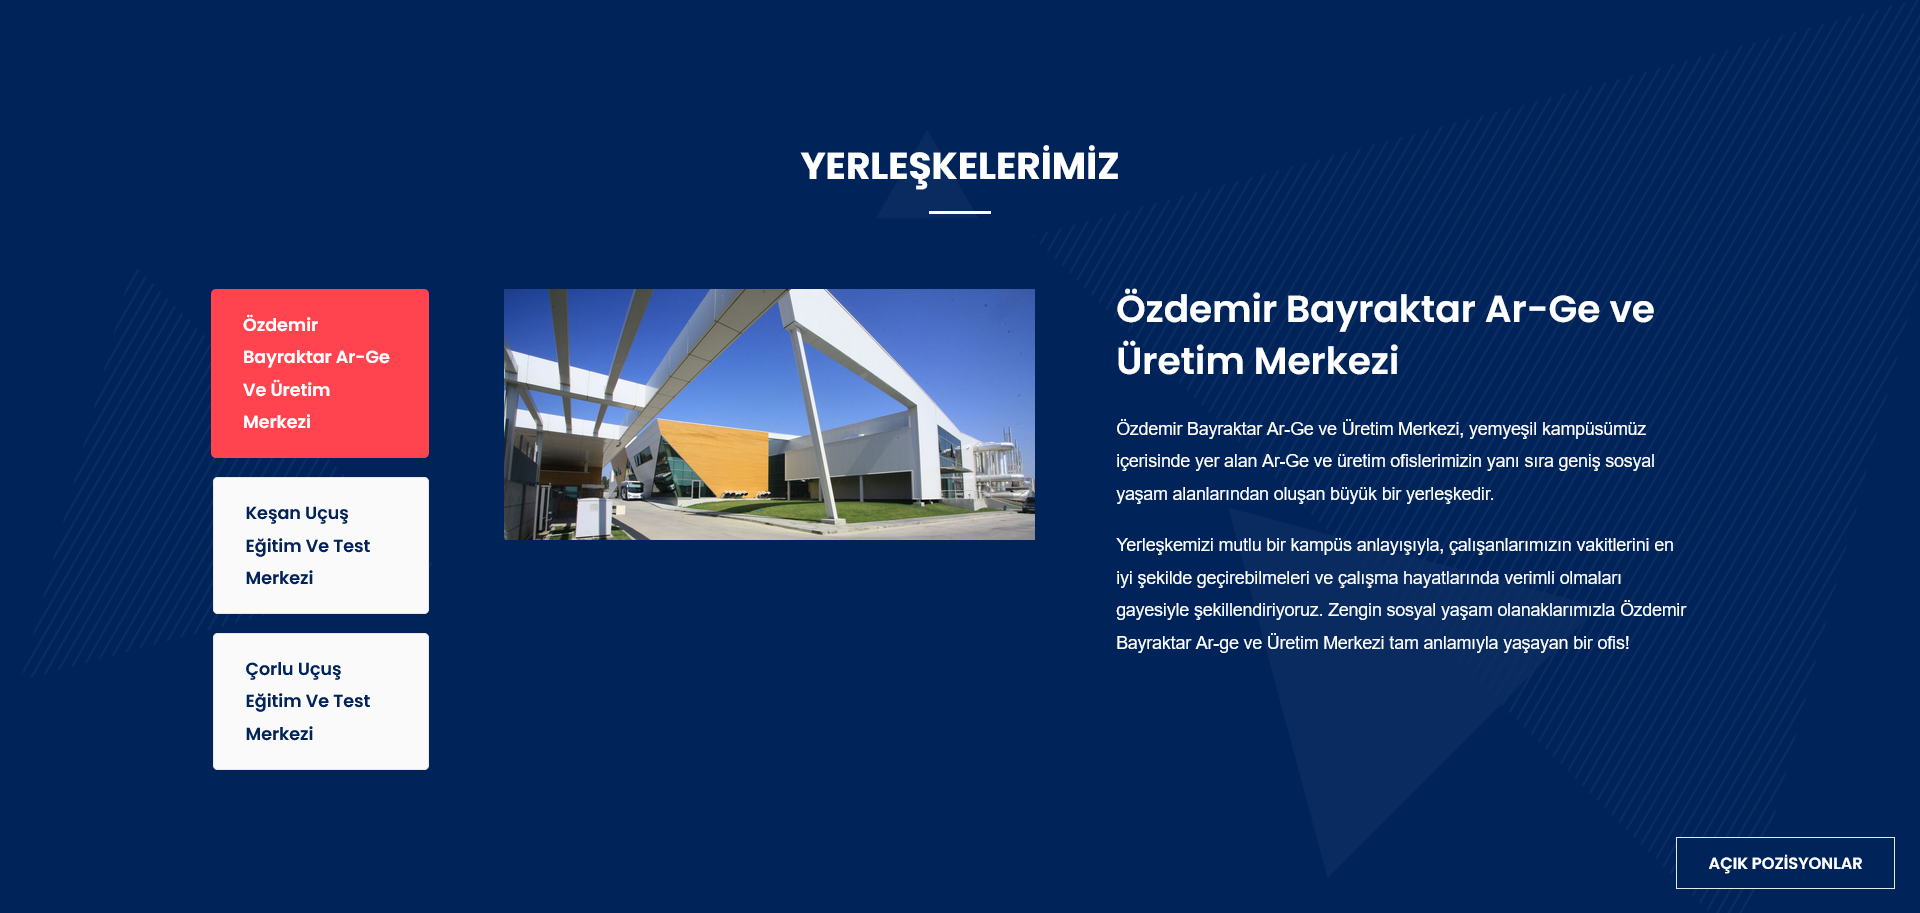 YERLEŞKELERİMİZ
Özdemir
Bayraktar Ar-Ge
Ve Üretim
Merkezi
Keşan Uçuş
Eğitim Ve Test
Merkezi
Çorlu Uçuş
Eğitim Ve Test
Merkezi
Özdemir Bayraktar Ar-Ge ve
Üretim Merkezi
Özdemir Bayraktar Ar-Ge ve Üretim Merkezi, yemyeşil kampüsümüz
içerisinde yer alan Ar-Ge ve üretim ofislerimizin yanı sıra geniş sosyal
yaşam alanlarından oluşan büyük bir yerleşkedir.
Yerleşkemizi mutlu bir kampüs anlayışıyla, çalışanlarımızın vakitlerini en
iyi şekilde geçirebilmeleri ve çalışma hayatlarında verimli olmaları
gayesiyle şekillendiriyoruz. Zengin sosyal yaşam olanaklarımızla Özdemir
Bayraktar Ar-ge ve Üretim Merkezi tam anlamıyla yaşayan bir ofis!
AÇIK POZİSYONLAR